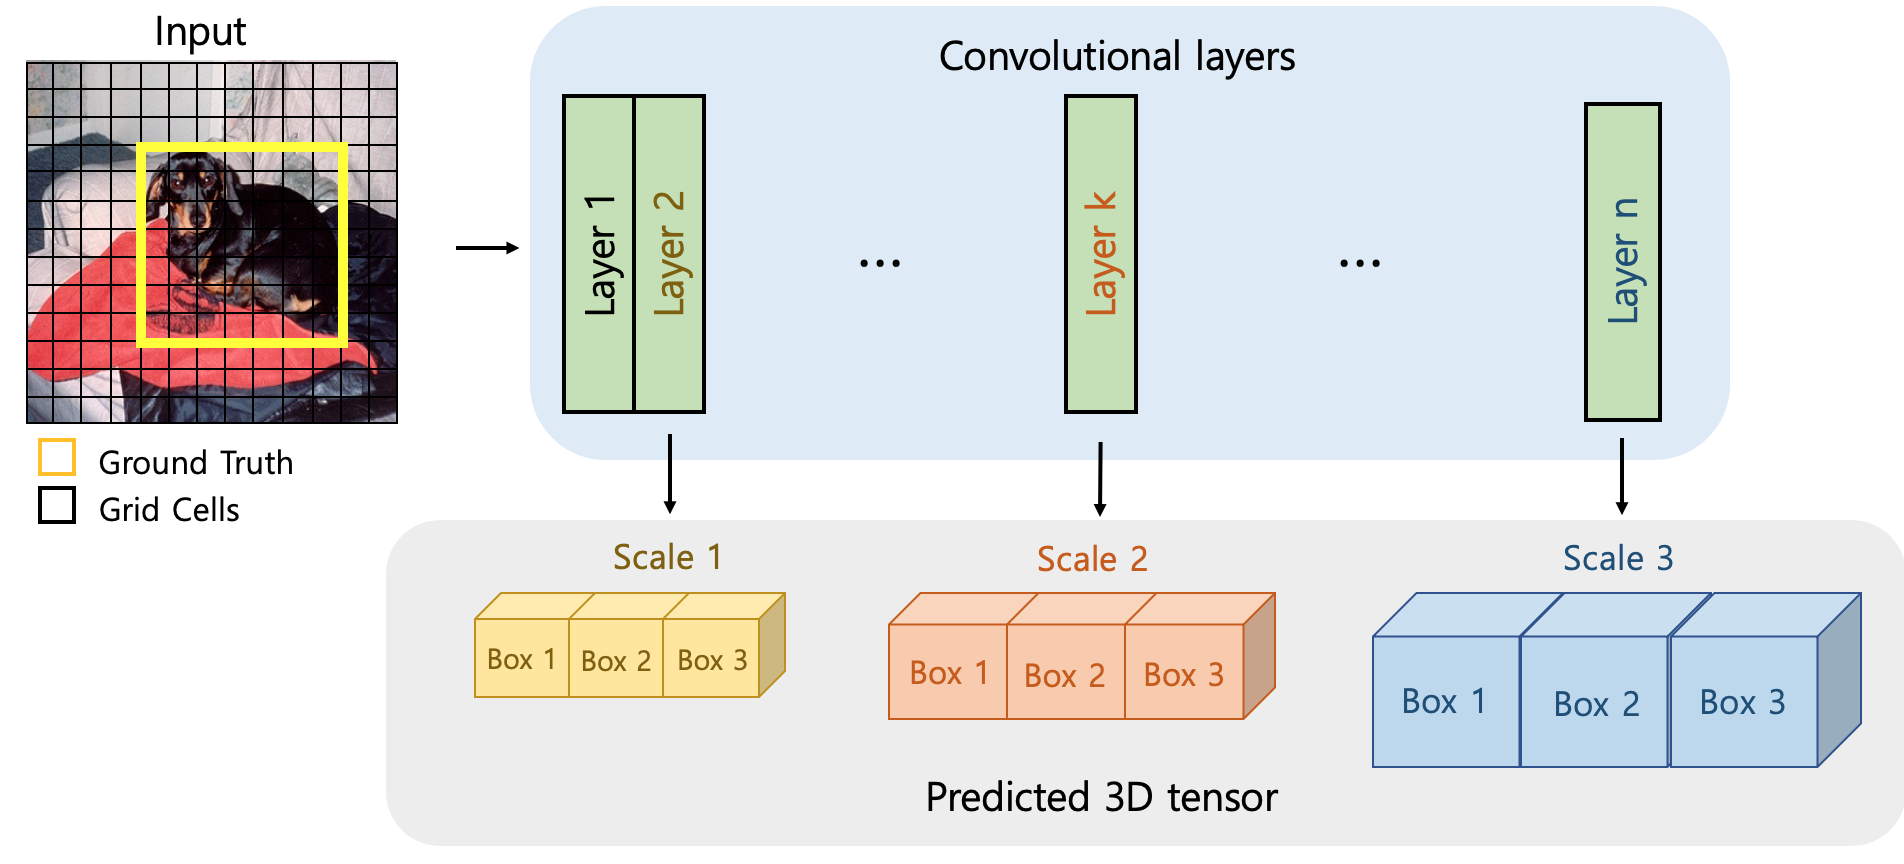 Input
Ground Truth
Grid Cells
Convolutional layers
Layer 1
Layer 2
...
Layer k
...
Layer n
Scale 1
Box 1
Box 2
Box 3
Scale 2
Box 1
Box 2
Box 3
Scale 3
Box 1
Box 2
Box 3
Predicted 3D tensor